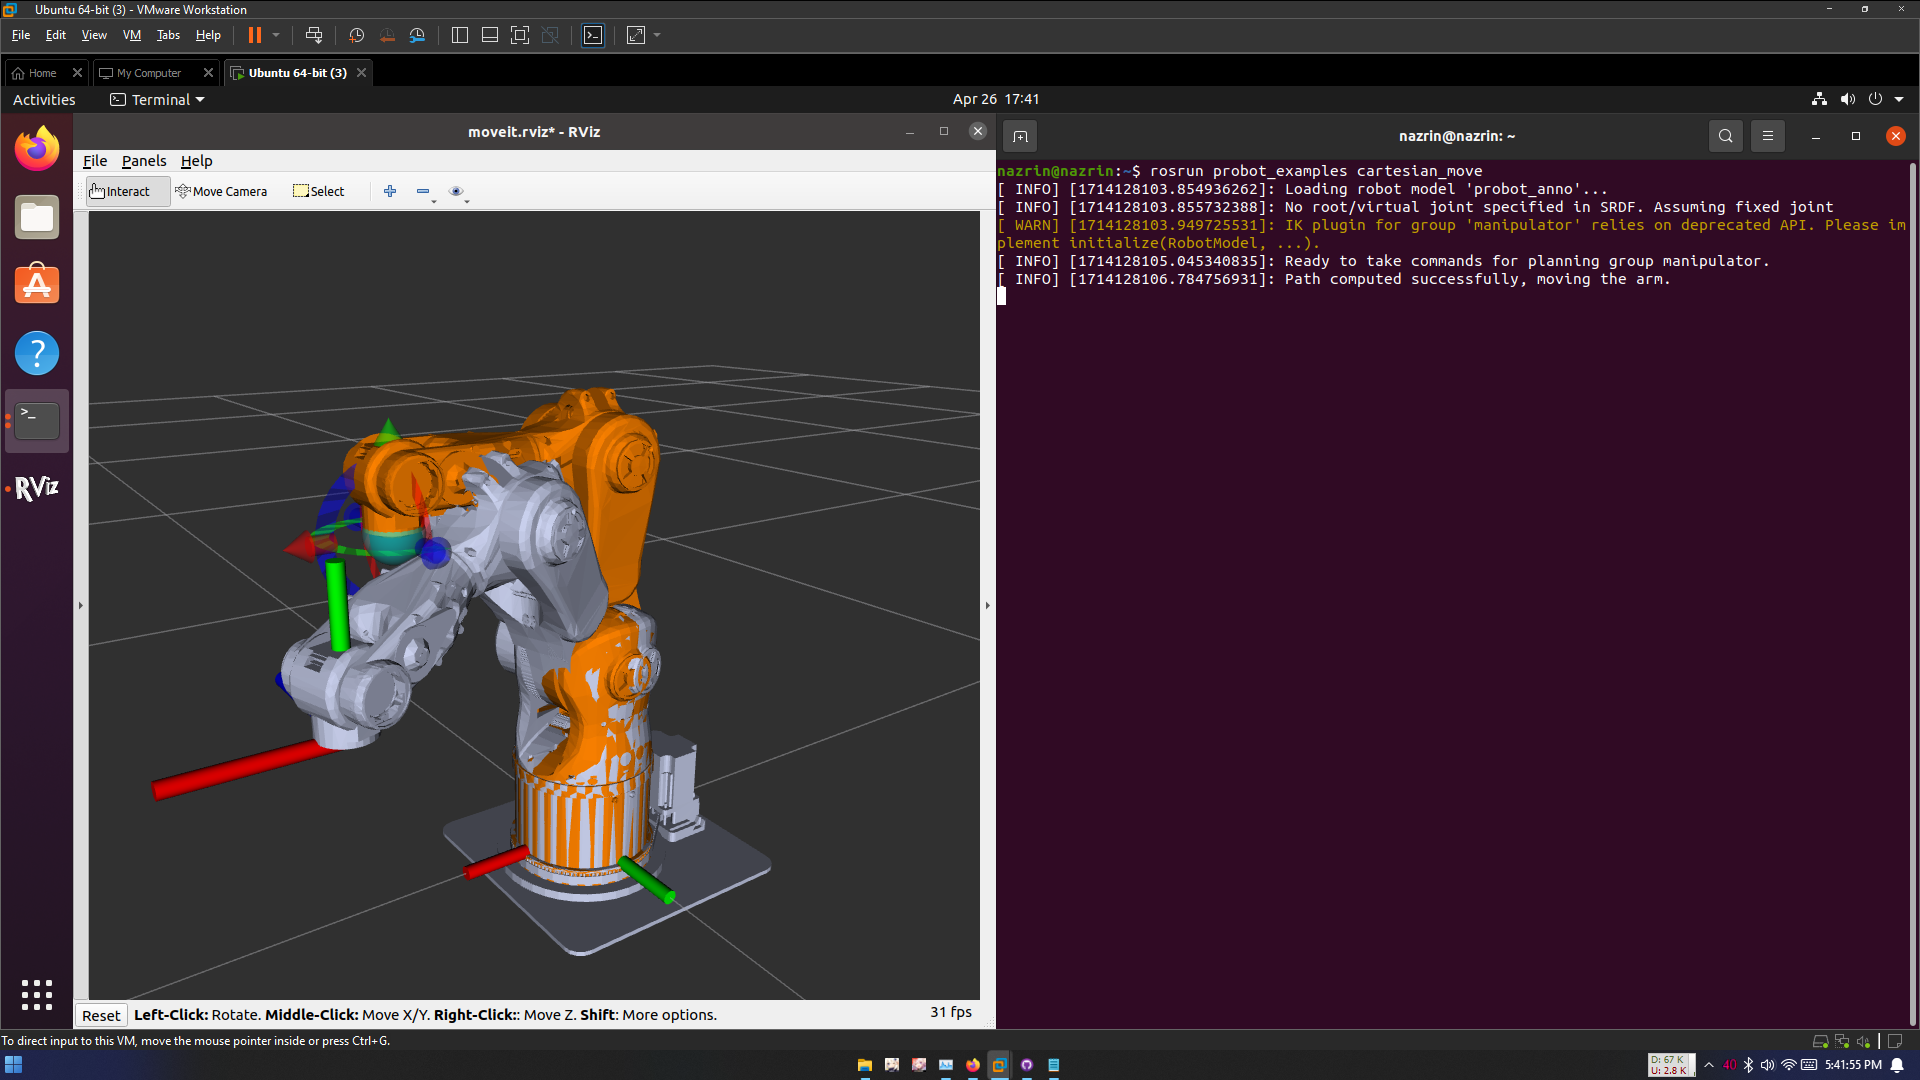 Ubuntu 64-bit (3) - VMware Workstation
File Edit View VM Tabs Help
Home My Computer Ubuntu 64-bit (3)
Activities Terminal Apr 26 17:41
moveit.rviz* - RViz
File Panels Help
Interact Move Camera Select
RViz
Reset Left-Click: Rotate. Middle-Click: Move X/Y. Right-Click:: Move Z. Shift: More options. 31 fps
nazrin@nazrin: ~
nazrin@nazrin:~$ rosrun probot_examples cartesian_move
[ INFO] [1714128103.854936262]: Loading robot model 'probot_anno'...
[ INFO] [1714128103.855732388]: No root/virtual joint specified in SRDF. Assuming fixed joint
[ WARN] [1714128103.949725531]: IK plugin for group 'manipulator' relies on deprecated API. Please im
plement initialize(RobotModel, ...).
[ INFO] [1714128105.045340835]: Ready to take commands for planning group manipulator.
[ INFO] [1714128106.784756931]: Path computed successfully, moving the arm.
To direct input to this VM, move the mouse pointer inside or press Ctrl+G.
D: 67 K
U: 2.8 K
40
5:41:55 PM